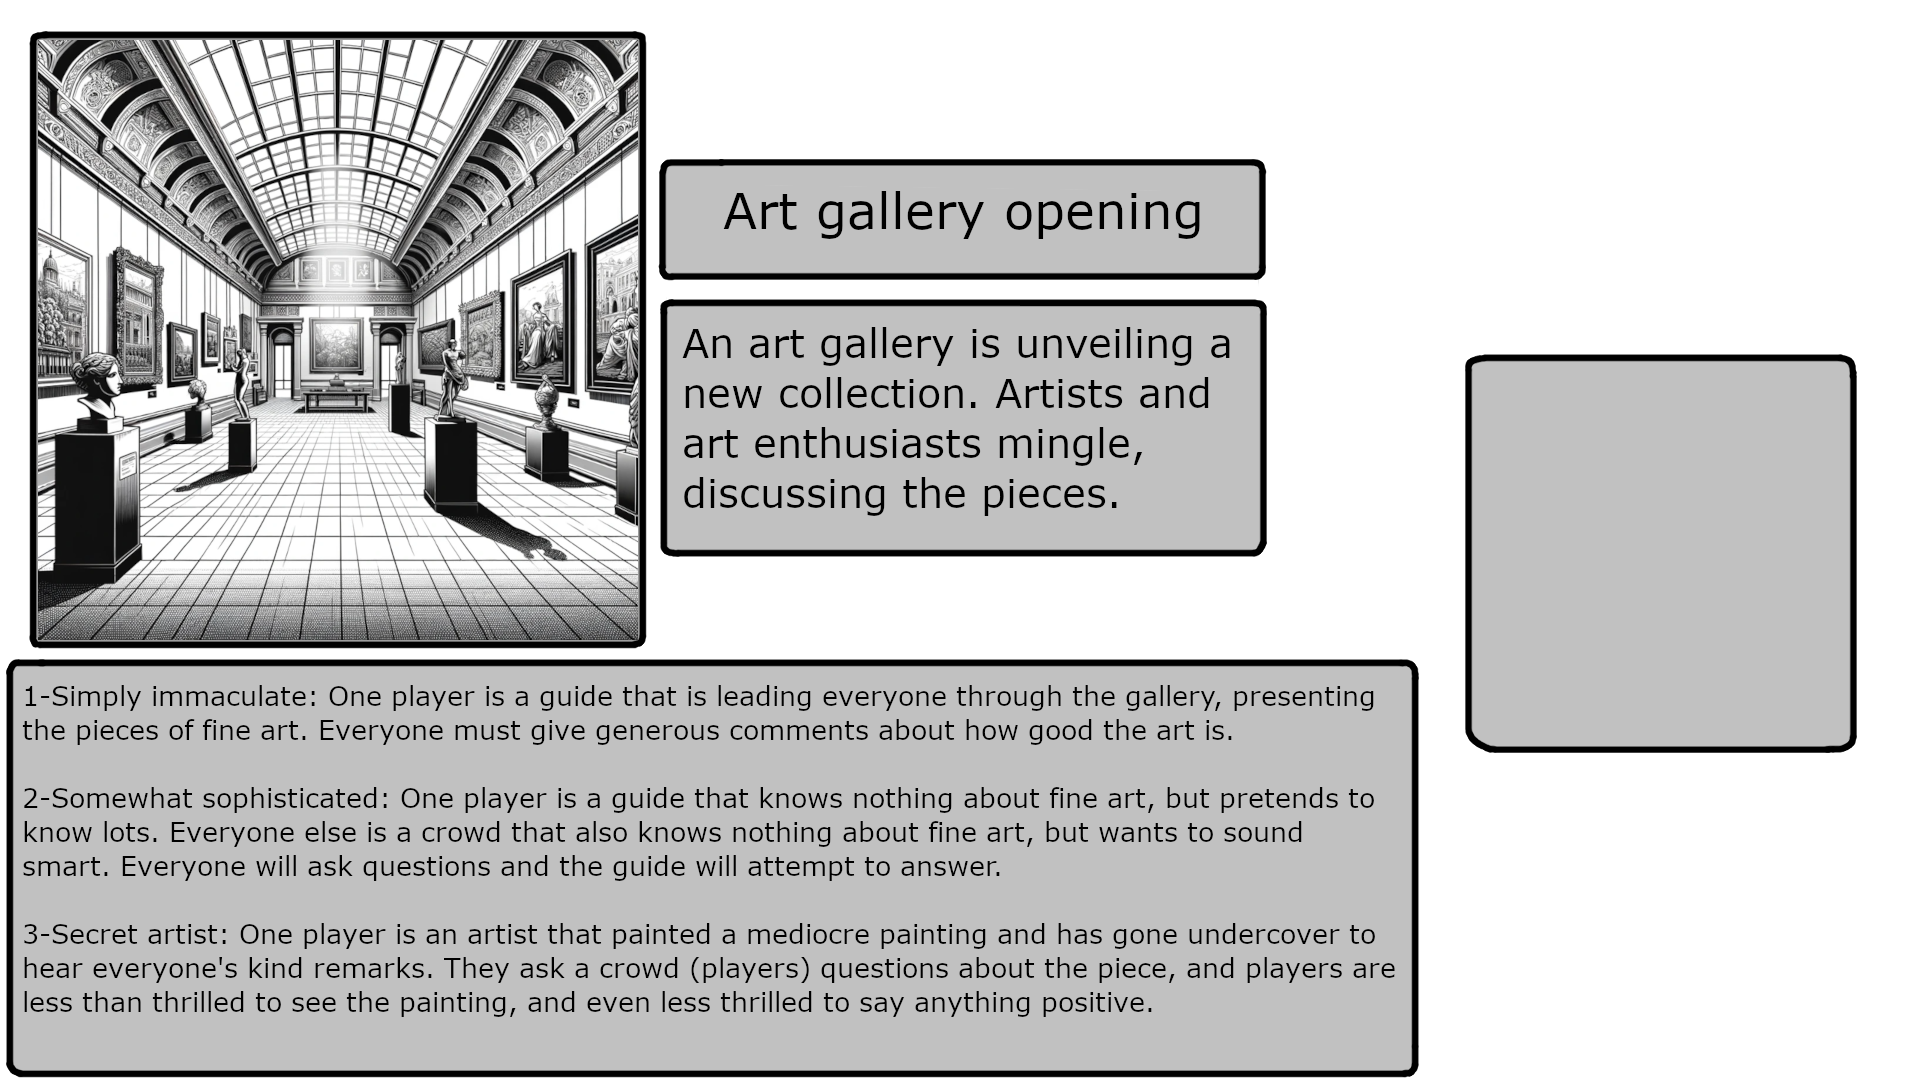 Art gallery opening
An art gallery is unveiling a
new collection. Artists and
art enthusiasts mingle,
discussing the pieces.
1-Simply immaculate: One player is a guide that is leading everyone through the gallery, presenting
the pieces of fine art. Everyone must give generous comments about how good the art is.
2-Somewhat sophisticated: One player is a guide that knows nothing about fine art, but pretends to
know lots. Everyone else is a crowd that also knows nothing about fine art, but wants to sound
smart. Everyone will ask questions and the guide will attempt to answer.
3-Secret artist: One player is an artist that painted a mediocre painting and has gone undercover to
hear everyone's kind remarks. They ask a crowd (players) questions about the piece, and players are
less than thrilled to see the painting, and even less thrilled to say anything positive.